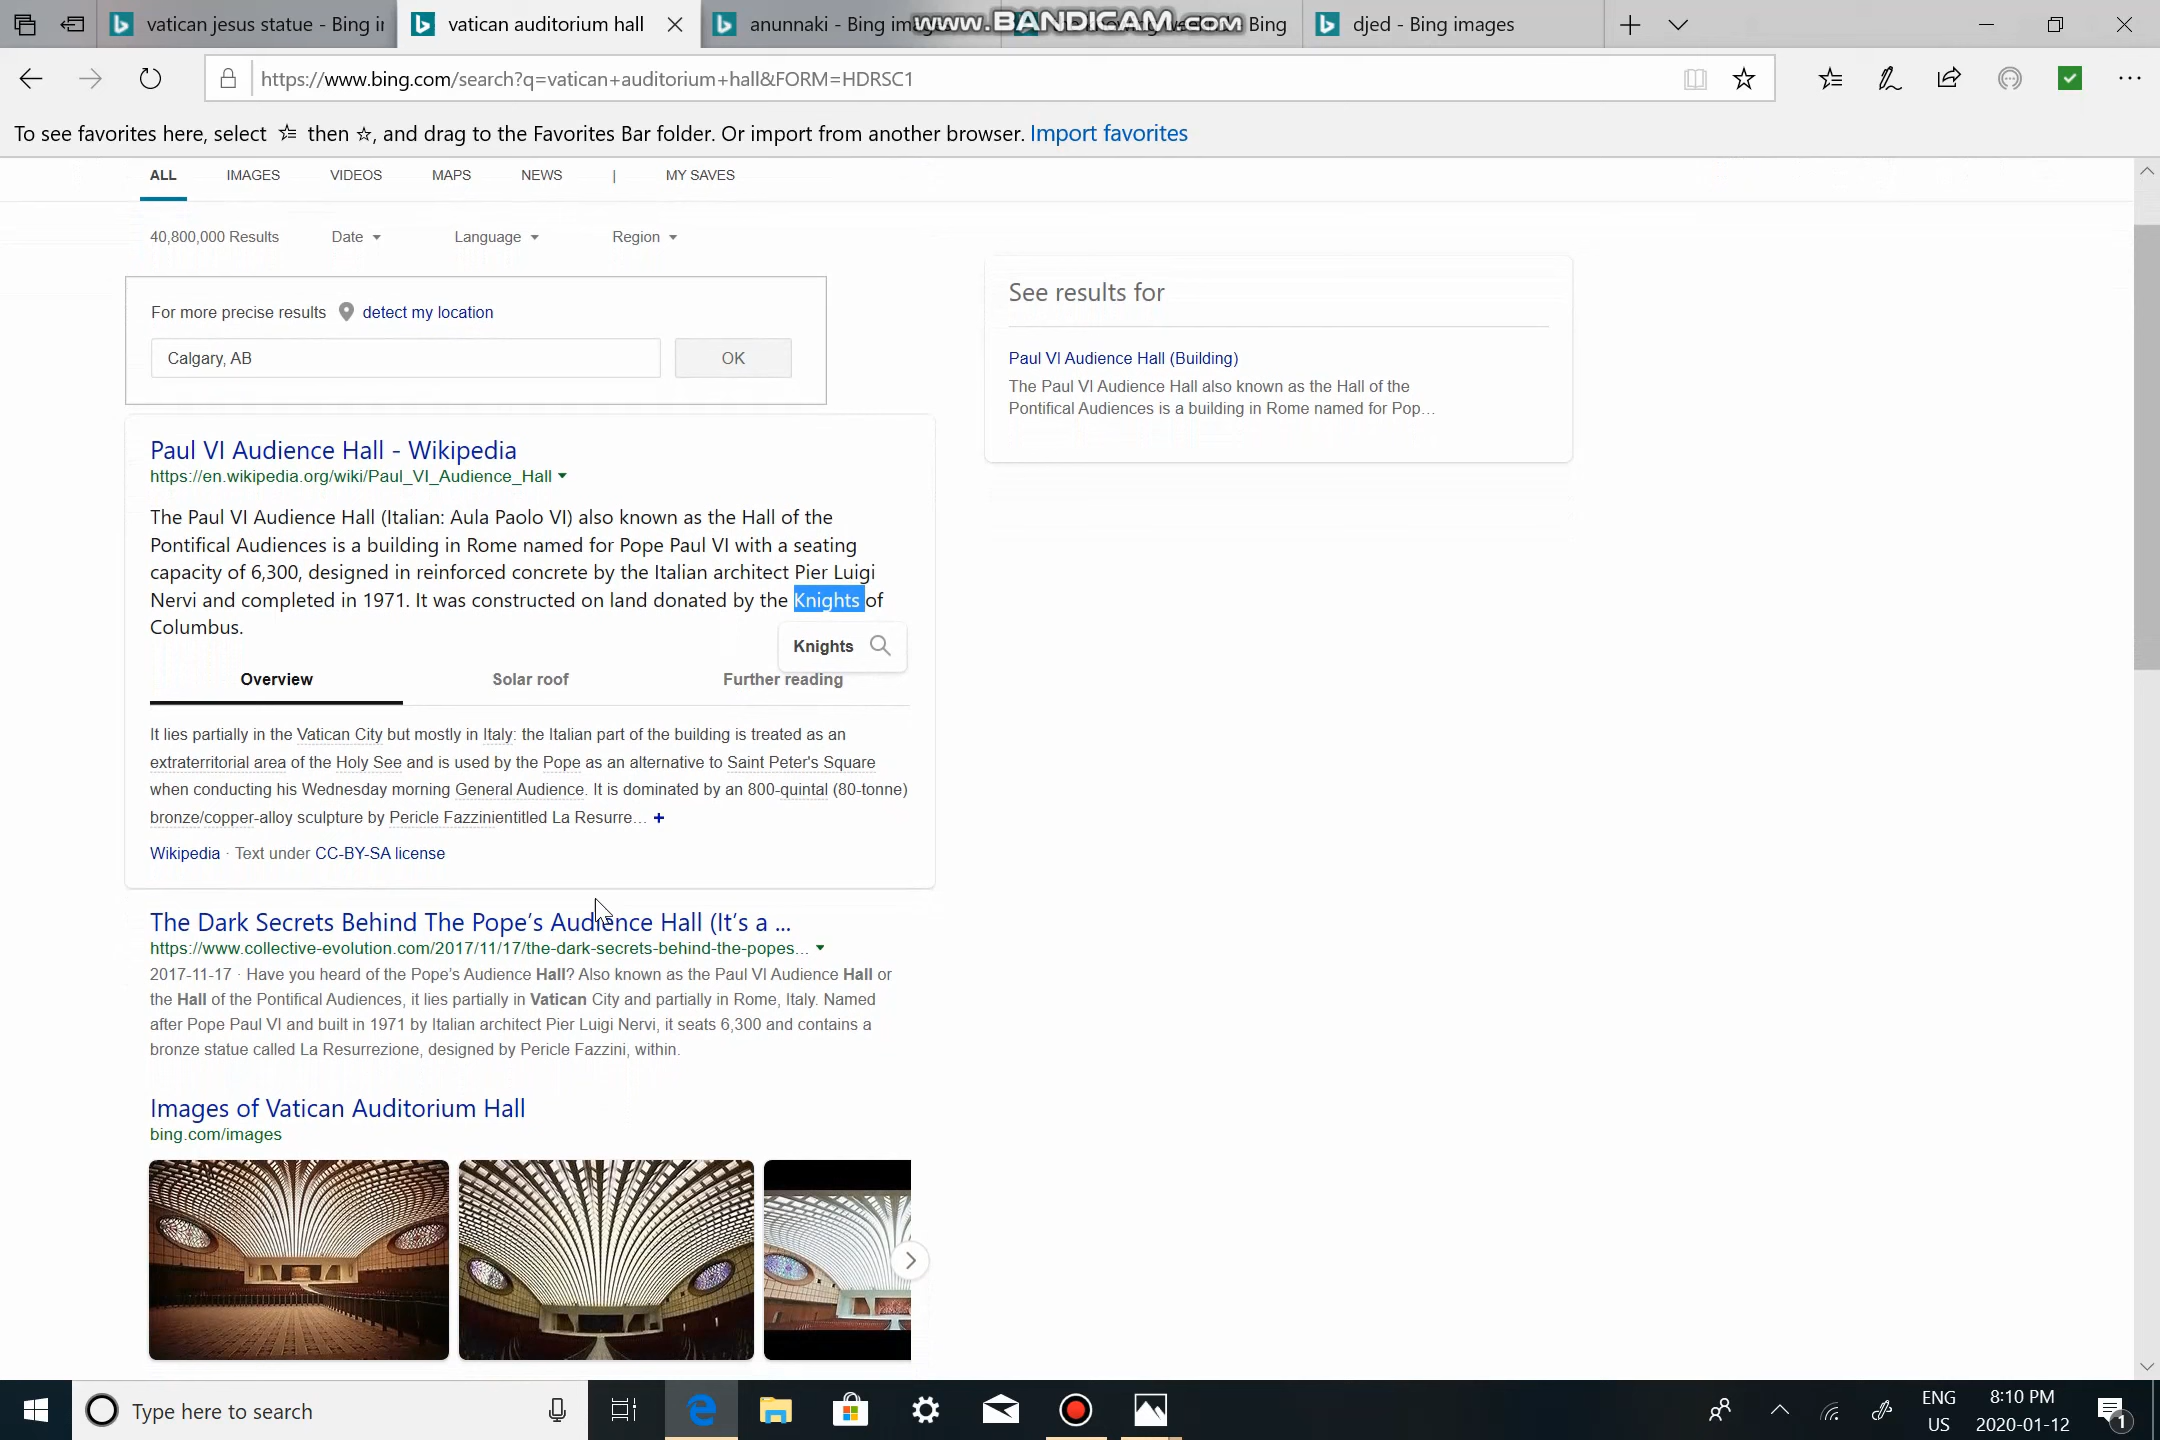 vatican jesus statue - Bing i
vatican auditorium hall
anunnaki - Bing
www.BANDICAM.com
- Bing
djed - Bing images
https://www.bing.com/search?q=vatican+auditorium+hall&FORM=HDRSC1
To see favorites here, select then ☆, and drag to the Favorites Bar folder. Or import from another browser. Import favorites
ALL IMAGES VIDEOS MAPS NEWS | MY SAVES
40,800,000 Results Date Language Region
For more precise results detect my location
Calgary, AB OK
See results for
Paul VI Audience Hall (Building)
The Paul VI Audience Hall also known as the Hall of the
Pontifical Audiences is a building in Rome named for Pop...
Paul VI Audience Hall - Wikipedia
https://en.wikipedia.org/wiki/Paul_VI_Audience_Hall
The Paul VI Audience Hall (Italian: Aula Paolo VI) also known as the Hall of the
Pontifical Audiences is a building in Rome named for Pope Paul VI with a seating
capacity of 6,300, designed in reinforced concrete by the Italian architect Pier Luigi
Nervi and completed in 1971. It was constructed on land donated by the Knights of
Columbus.
Knights
Overview Solar roof Further reading
It lies partially in the Vatican City but mostly in Italy: the Italian part of the building is treated as an
extraterritorial area of the Holy See and is used by the Pope as an alternative to Saint Peter's Square
when conducting his Wednesday morning General Audience. It is dominated by an 800-quintal (80-tonne)
bronze/copper-alloy sculpture by Pericle Fazzinientitled La Resurre... +
Wikipedia · Text under CC-BY-SA license
The Dark Secrets Behind The Pope's Audience Hall (It's a ...
https://www.collective-evolution.com/2017/11/17/the-dark-secrets-behind-the-popes...
2017-11-17 · Have you heard of the Pope's Audience Hall? Also known as the Paul VI Audience Hall or
the Hall of the Pontifical Audiences, it lies partially in Vatican City and partially in Rome, Italy. Named
after Pope Paul VI and built in 1971 by Italian architect Pier Luigi Nervi, it seats 6,300 and contains a
bronze statue called La Resurrezione, designed by Pericle Fazzini, within.
Images of Vatican Auditorium Hall
bing.com/images
Type here to search
ENG 8:10 PM
US 2020-01-12
1